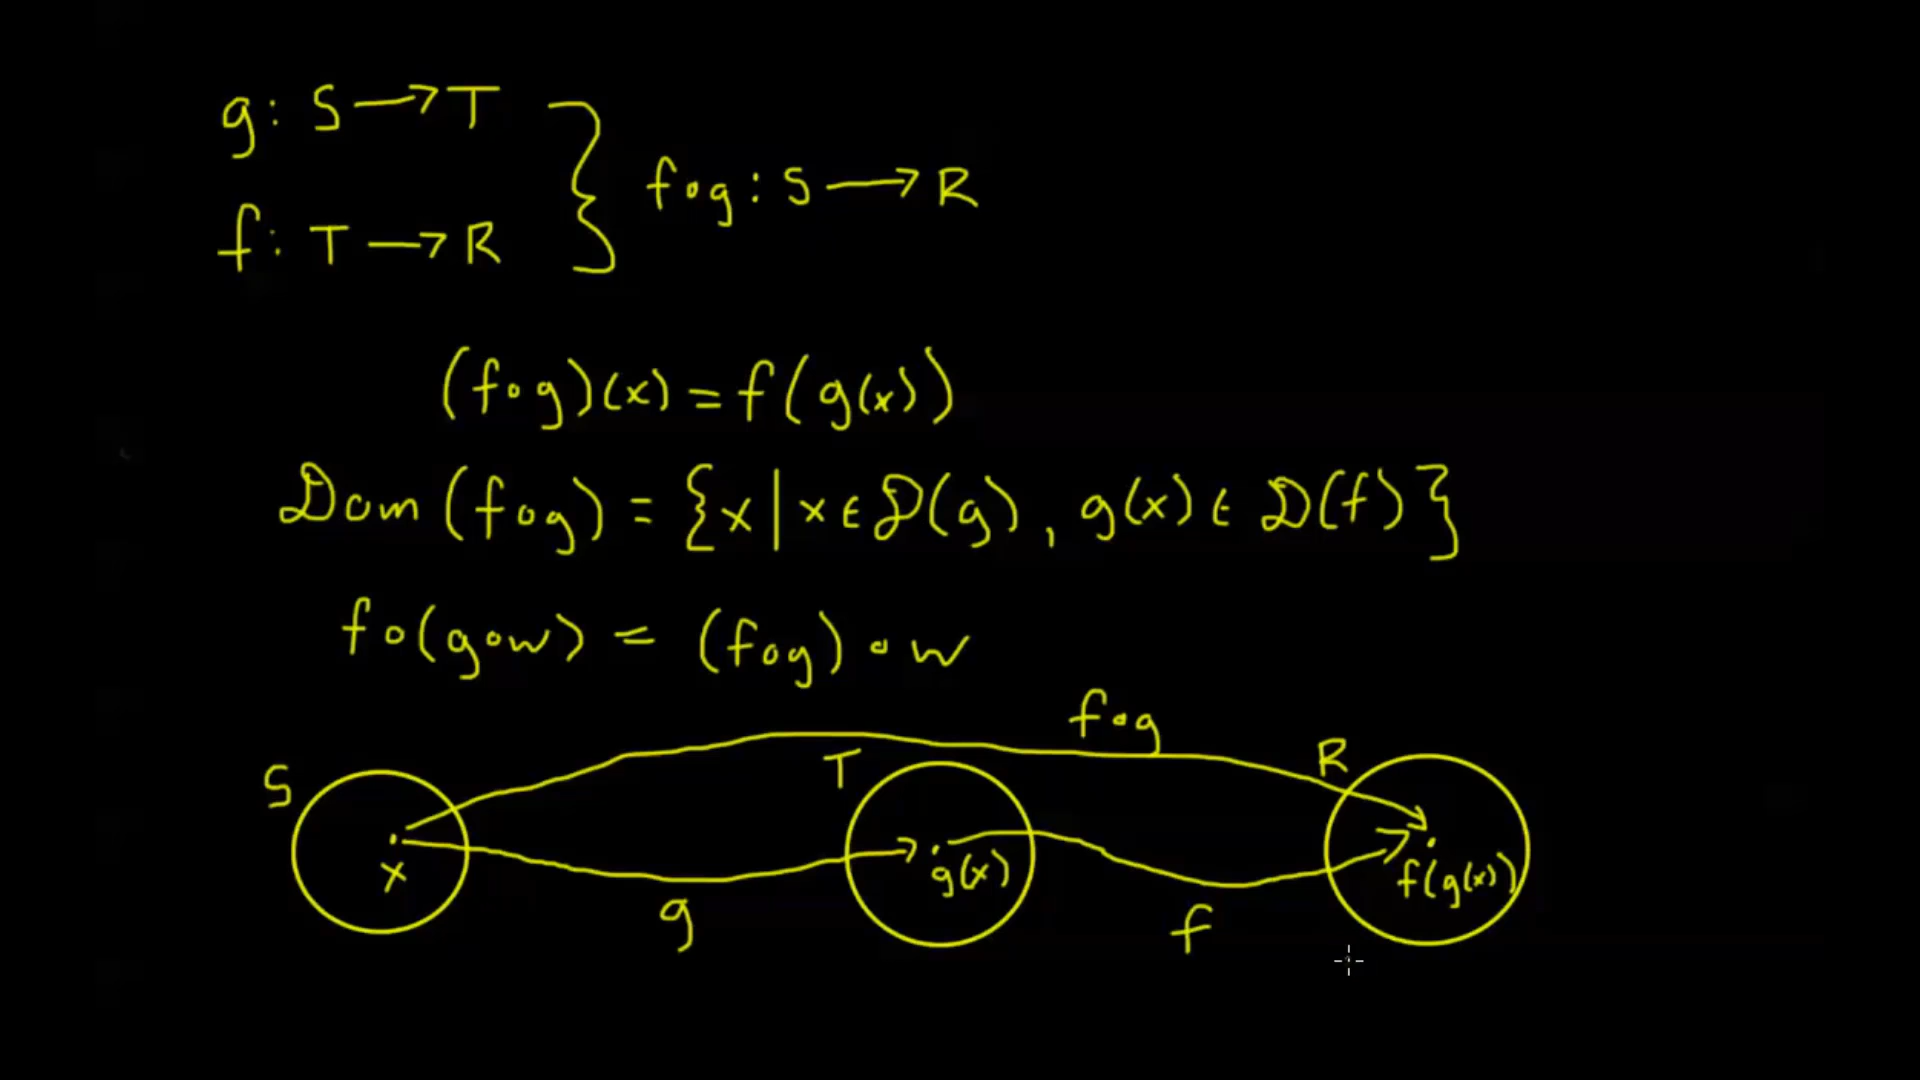 g: S → T
f: T → R
} f∘g: S → R
(f∘g)(x) = f(g(x))
Dom (f∘g) = {x | x ∈ D(g), g(x) ∈ D(f)}
f∘(g∘w) = (f∘g)∘w
f∘g
S
T
R
x
g(x)
f(g(x))
g
f